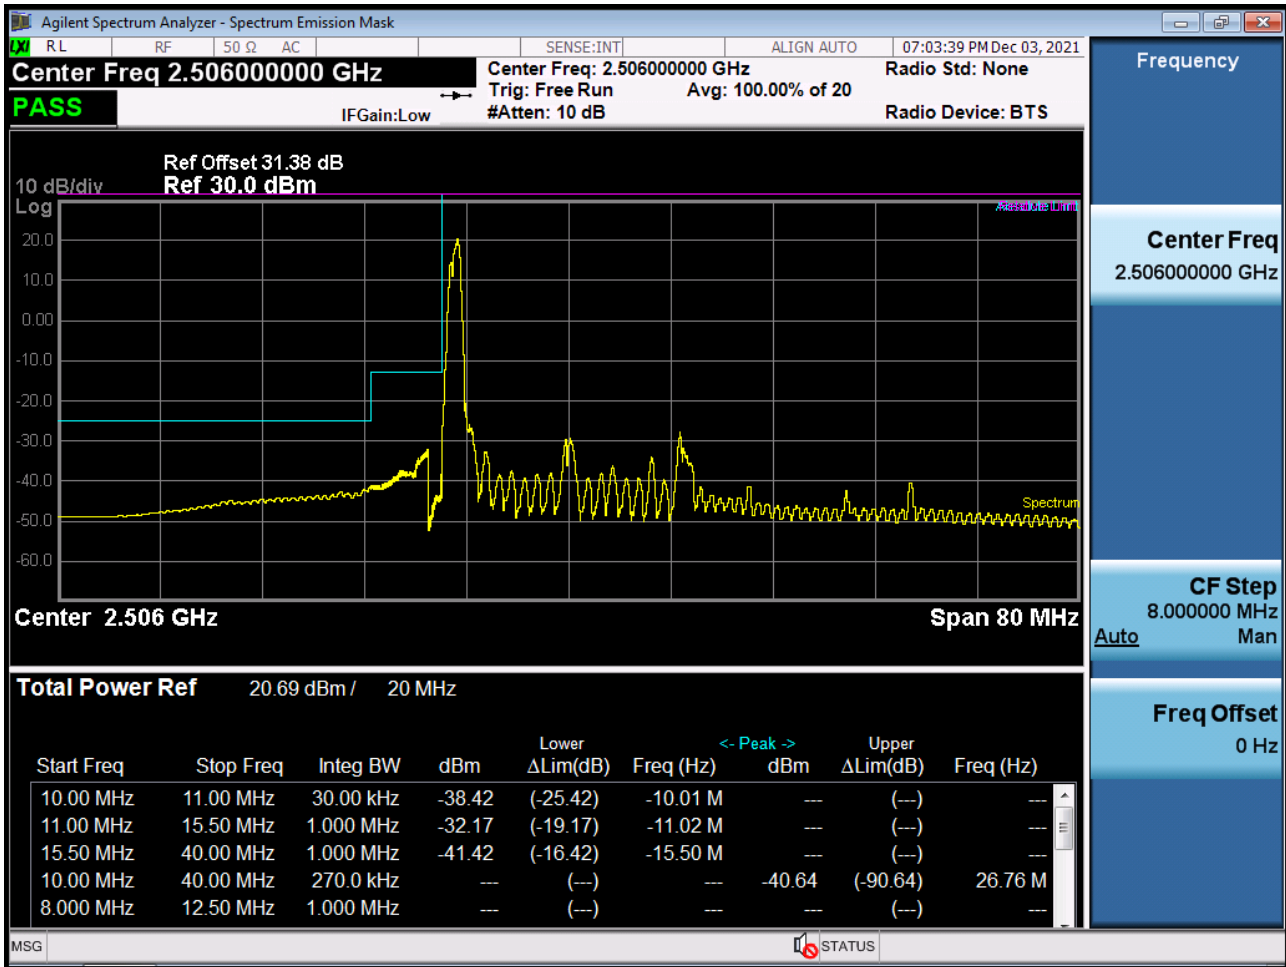 Agilent Spectrum Analyzer - Spectrum Emission Mask
LXI RL RF 50 Ω AC SENSE:INT ALIGN AUTO 07:03:39 PM Dec 03, 2021
Center Freq 2.506000000 GHz
Center Freq: 2.506000000 GHz
Radio Std: None
Trig: Free Run Avg: 100.00% of 20
PASS
IFGain:Low
#Atten: 10 dB
Radio Device: BTS
Ref Offset 31.38 dB
10 dB/div Ref 30.0 dBm
Log
Absolute Limit
20.0
10.0
0.00
-10.0
-20.0
-30.0
-40.0
-50.0
-60.0
Spectrum
Center 2.506 GHz Span 80 MHz
Total Power Ref 20.69 dBm / 20 MHz
Lower <- Peak -> Upper
Start Freq Stop Freq Integ BW dBm ΔLim(dB) Freq (Hz) dBm ΔLim(dB) Freq (Hz)
10.00 MHz 11.00 MHz 30.00 kHz -38.42 (-25.42) -10.01 M --- (---) ---
11.00 MHz 15.50 MHz 1.000 MHz -32.17 (-19.17) -11.02 M --- (---) ---
15.50 MHz 40.00 MHz 1.000 MHz -41.42 (-16.42) -15.50 M --- (---) ---
10.00 MHz 40.00 MHz 270.0 kHz --- (---) --- -40.64 (-90.64) 26.76 M
8.000 MHz 12.50 MHz 1.000 MHz --- (---) --- --- (---) ---
MSG STATUS
Frequency
Center Freq
2.506000000 GHz
CF Step
8.000000 MHz
Auto Man
Freq Offset
0 Hz